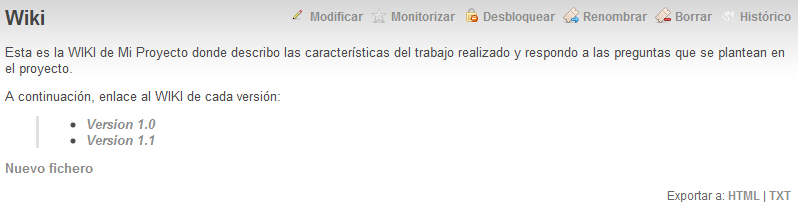 Wiki
Modificar Monitorizar Desbloquear Renombrar Borrar Histórico
Esta es la WIKI de Mi Proyecto donde describo las características del trabajo realizado y respondo a las preguntas que se plantean en
el proyecto.
A continuación, enlace al WIKI de cada versión:
Version 1.0
Version 1.1
Nuevo fichero
Exportar a: HTML | TXT